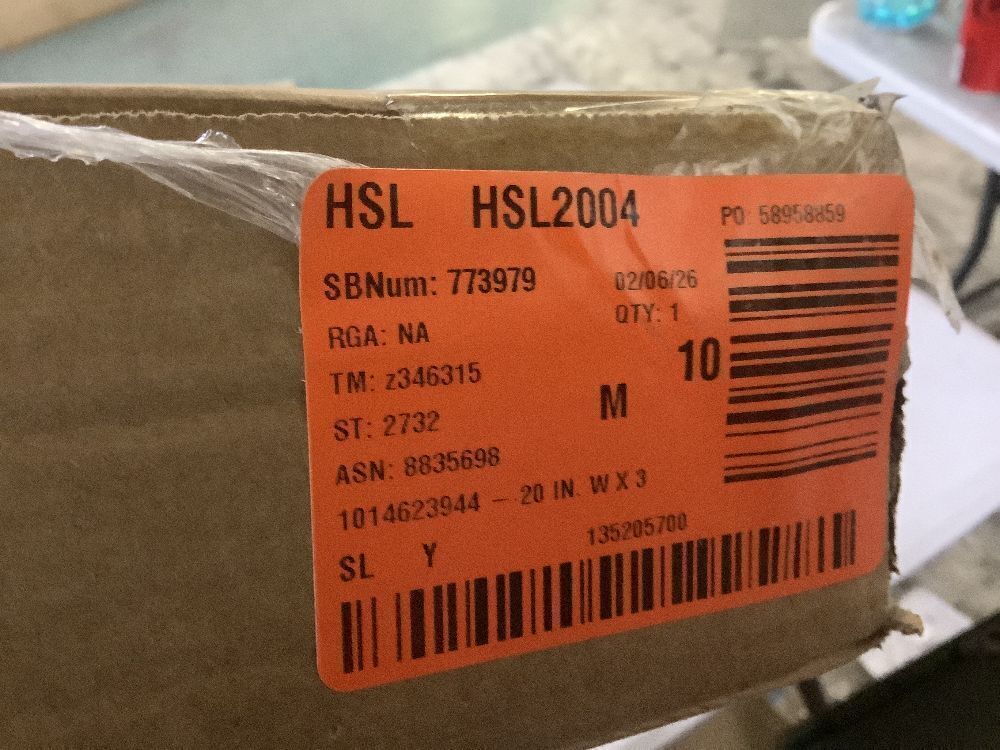 HSL HSL2004
PO: 58958859
SBNum: 773979
02/06/26
RGA: NA
QTY: 1
TM: z346315
10
ST: 2732
M
ASN: 8835698
1014623944 - 20 IN. W X 3
SL Y
135205700